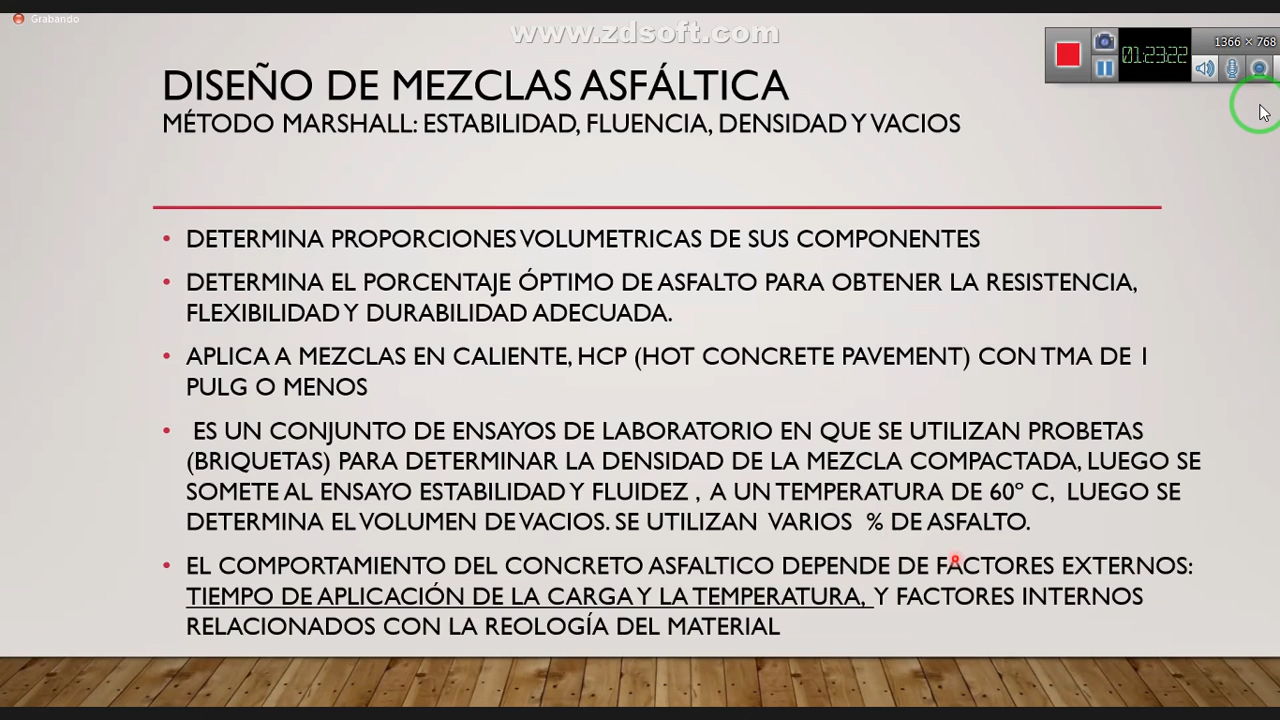 Grabando
www.zdsoft.com
01:23:22
1366 × 768
DISEÑO DE MEZCLAS ASFÁLTICA
MÉTODO MARSHALL: ESTABILIDAD, FLUENCIA, DENSIDAD Y VACIOS
• DETERMINA PROPORCIONES VOLUMETRICAS DE SUS COMPONENTES
• DETERMINA EL PORCENTAJE ÓPTIMO DE ASFALTO PARA OBTENER LA RESISTENCIA,
FLEXIBILIDAD Y DURABILIDAD ADECUADA.
• APLICA A MEZCLAS EN CALIENTE, HCP (HOT CONCRETE PAVEMENT) CON TMA DE 1
PULG O MENOS
• ES UN CONJUNTO DE ENSAYOS DE LABORATORIO EN QUE SE UTILIZAN PROBETAS
(BRIQUETAS) PARA DETERMINAR LA DENSIDAD DE LA MEZCLA COMPACTADA, LUEGO SE
SOMETE AL ENSAYO ESTABILIDAD Y FLUIDEZ , A UN TEMPERATURA DE 60º C, LUEGO SE
DETERMINA EL VOLUMEN DE VACIOS. SE UTILIZAN VARIOS % DE ASFALTO.
• EL COMPORTAMIENTO DEL CONCRETO ASFALTICO DEPENDE DE FACTORES EXTERNOS:
TIEMPO DE APLICACIÓN DE LA CARGA Y LA TEMPERATURA, Y FACTORES INTERNOS
RELACIONADOS CON LA REOLOGÍA DEL MATERIAL